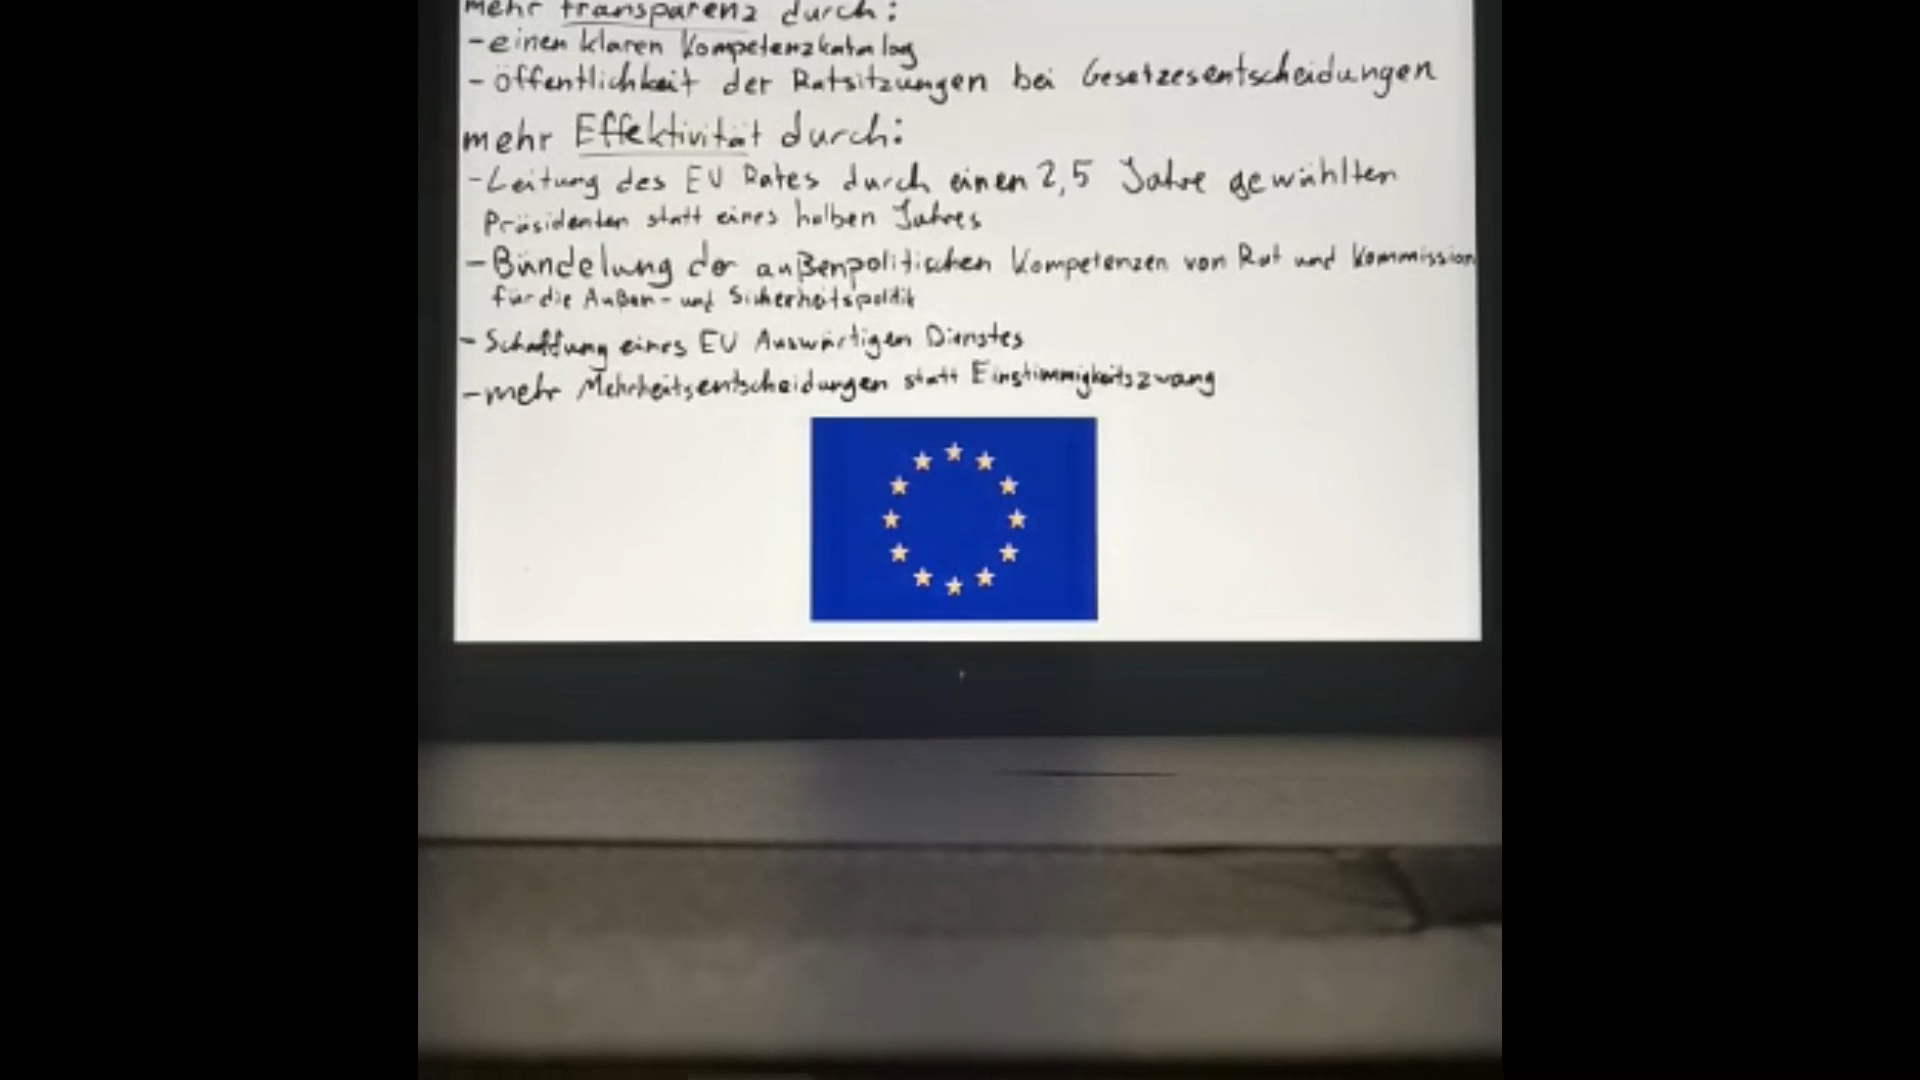 mehr transparenz durch:
- einen klaren Kompetenzkatalog
- öffentlichkeit der Ratsitzungen bei Gesetzesentscheidungen
mehr Effektivität durch:
- Leitung des EU Rates durch einen 2,5 Jahre gewählten
Präsidenten statt eines halben Jahres
- Bündelung der außenpolitischen Kompetenzen von Rat und Kommission
für die Außen- und Sicherheitspolitik
- Schaffung eines EU Auswärtigen Dienstes
- mehr Mehrheitsentscheidungen statt Einstimmigkeitszwang